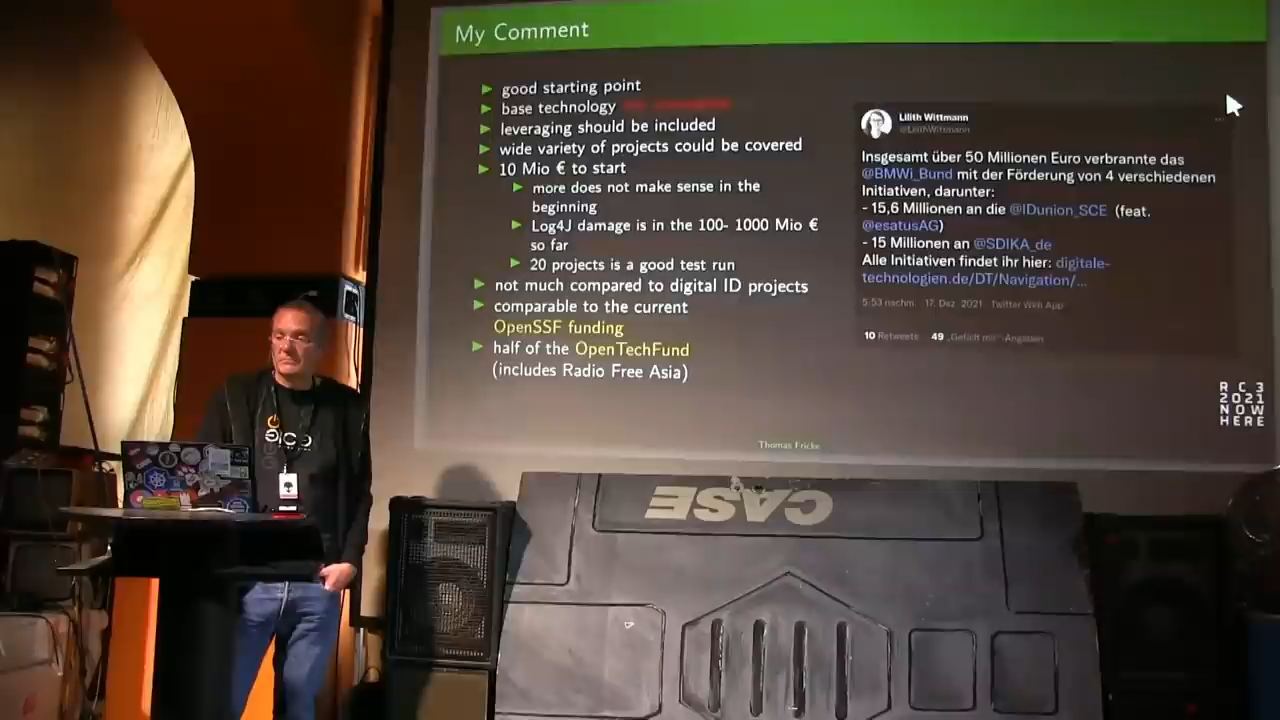 My Comment
good starting point
base technology
leveraging should be included
wide variety of projects could be covered
10 Mio € to start
more does not make sense in the
beginning
Log4J damage is in the 100- 1000 Mio €
so far
20 projects is a good test run
not much compared to digital ID projects
comparable to the current
OpenSSF funding
half of the OpenTechFund
(includes Radio Free Asia)
Lilith Wittmann
@LilithWittmann
Insgesamt über 50 Millionen Euro verbrannte das
@BMWi_Bund mit der Förderung von 4 verschiedenen
Initiativen, darunter:
- 15,6 Millionen an die @IDunion_SCE (feat.
@esatusAG)
- 15 Millionen an @SDIKA_de
Alle Initiativen findet ihr hier: digitale-
technologien.de/DT/Navigation/...
5:53 nachm. 17. Dez. 2021 Twitter Web App
10 Retweets 49 „Gefällt mir“-Angaben
RC3
2021
NOW
HERE
Thomas Fricke
CASE